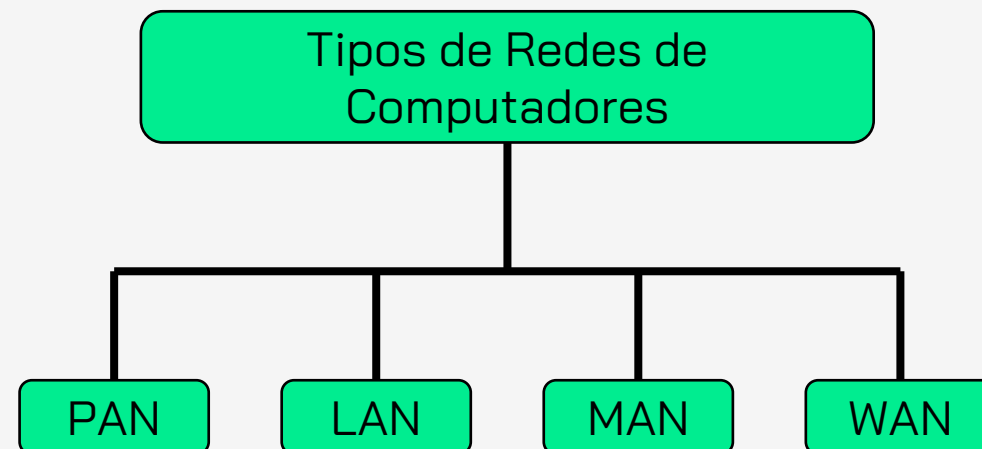 Tipos de Redes de
Computadores
PAN
LAN
MAN
WAN